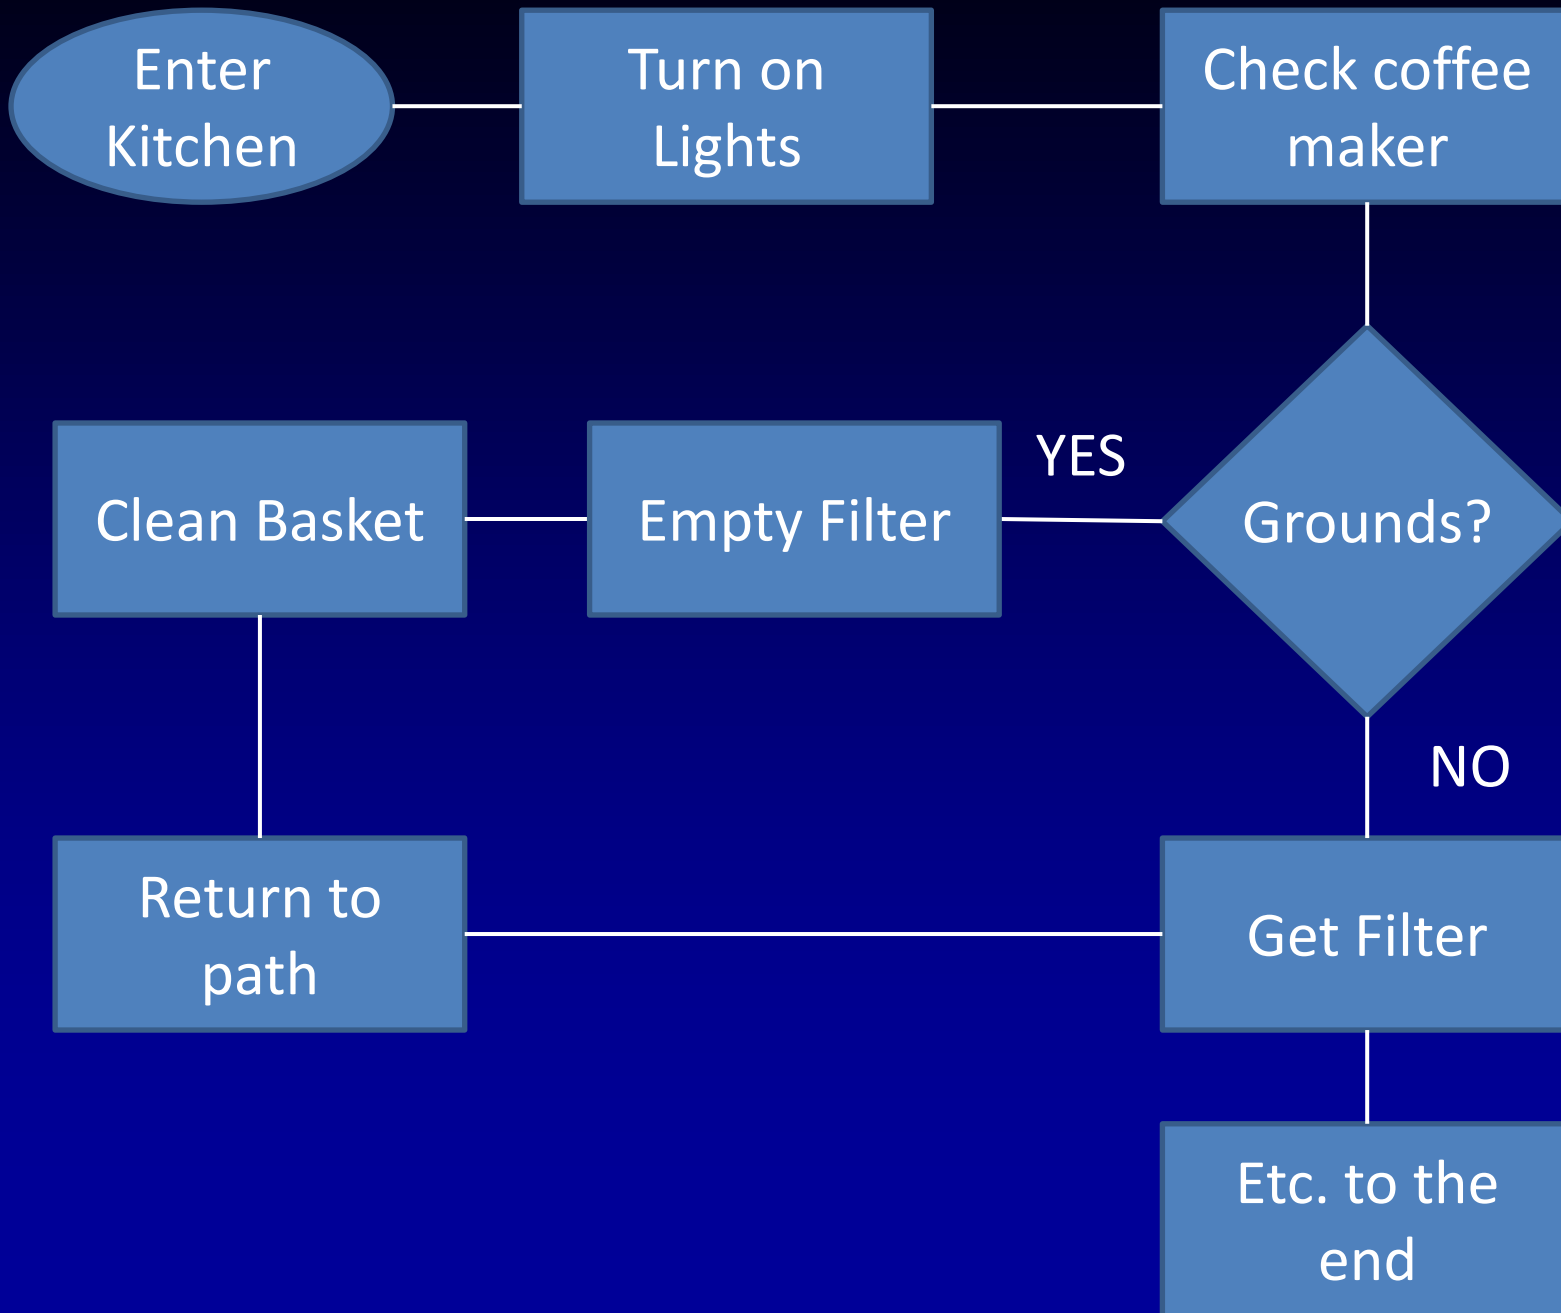 Enter
Kitchen
Turn on
Lights
Check coffee
maker
Clean Basket
Empty Filter
YES
Grounds?
NO
Return to
path
Get Filter
Etc. to the
end